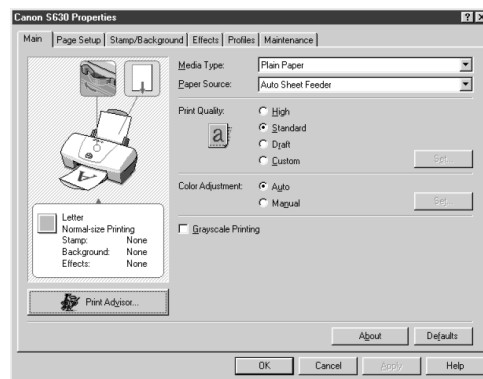 Canon S630 Properties
Main Page Setup Stamp/Background Effects Profiles Maintenance
Media Type: Plain Paper
Paper Source: Auto Sheet Feeder
Print Quality: High
Standard
Draft
Custom Set...
Color Adjustment: Auto
Manual Set...
Grayscale Printing
Letter
Normal-size Printing
Stamp: None
Background: None
Effects: None
Print Advisor...
About Defaults
OK Cancel Apply Help